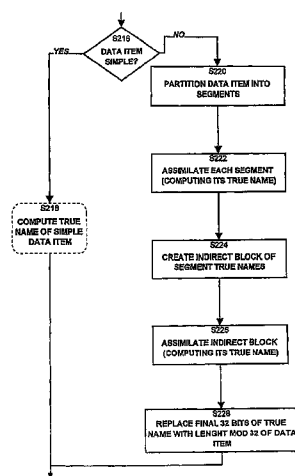 S216
DATA ITEM
SIMPLE?
YES
NO
S220
PARTITION DATA ITEM INTO
SEGMENTS
S222
ASSIMILATE EACH SEGMENT
(COMPUTING ITS TRUE NAME)
S218
COMPUTE TRUE
NAME OF SIMPLE
DATA ITEM
S224
CREATE INDIRECT BLOCK OF
SEGMENT TRUE NAMES
S226
ASSIMILATE INDIRECT BLOCK
(COMPUTING ITS TRUE NAME)
S228
REPLACE FINAL 32 BITS OF TRUE
NAME WITH LENGHT MOD 32 OF DATA
ITEM